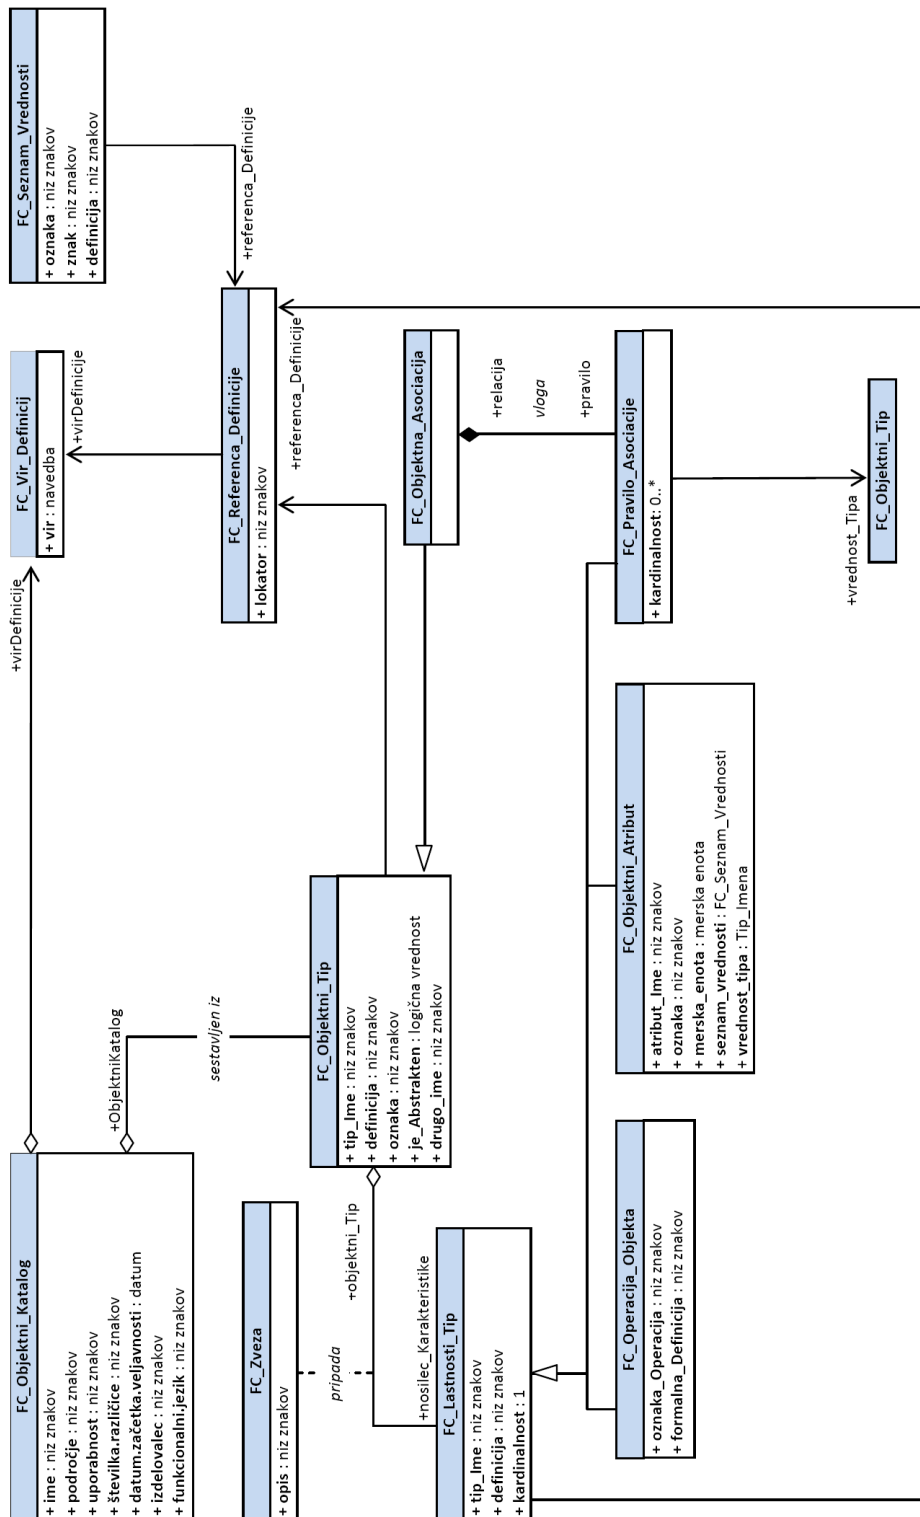 FC_Objektni_Katalog
+ ime : niz znakov
+ področje : niz znakov
+ uporabnost : niz znakov
+ številka.različice : niz znakov
+ datum.začetka.veljavnosti : datum
+ izdelovalec : niz znakov
+ funkcionalni.jezik : niz znakov
+virDefinicije
FC_Vir_Definicij
+ vir : navedba
+virDefinicije
FC_Seznam_Vrednosti
+ oznaka : niz znakov
+ znak : niz znakov
+ definicija : niz znakov
+referenca_Definicije
+ObjektniKatalog
sestavljen iz
FC_Referenca_Definicije
+ lokator : niz znakov
+referenca_Definicije
FC_Zveza
+ opis : niz znakov
pripada
FC_Objektni_Tip
+ tip_Ime : niz znakov
+ definicija : niz znakov
+ oznaka : niz znakov
+ je_Abstrakten : logična vrednost
+ drugo_ime : niz znakov
+objektni_Tip
+nosilec_Karakteristike
FC_Objektna_Asociacija
+relacija
vloga
+pravilo
FC_Lastnosti_Tip
+ tip_Ime : niz znakov
+ definicija : niz znakov
+ kardinalnost : 1
FC_Operacija_Objekta
+ oznaka_Operacija : niz znakov
+ formalna_Definicija : niz znakov
FC_Objektni_Atribut
+ atribut_Ime : niz znakov
+ oznaka : niz znakov
+ merska_enota : merska enota
+ seznam_vrednosti : FC_Seznam_Vrednosti
+ vrednost_tipa : Tip_Imena
FC_Pravilo_Asociacije
+ kardinalnost: 0..*
+vrednost_Tipa
FC_Objektni_Tip